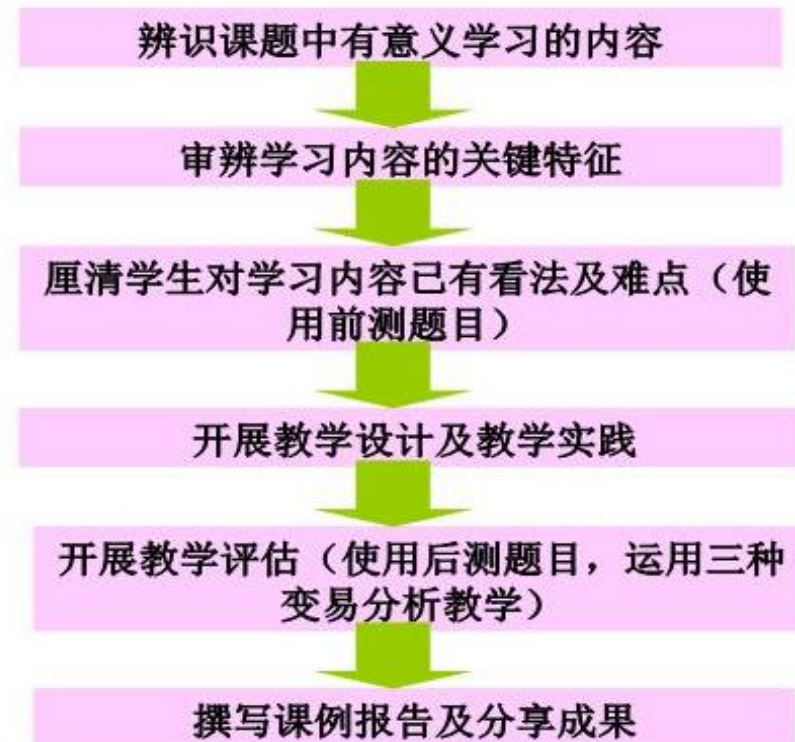 辨识课题中有意义学习的内容
审辨学习内容的关键特征
厘清学生对学习内容已有看法及难点（使
用前测题目）
开展教学设计及教学实践
开展教学评估（使用后测题目，运用三种
变易分析教学）
撰写课例报告及分享成果